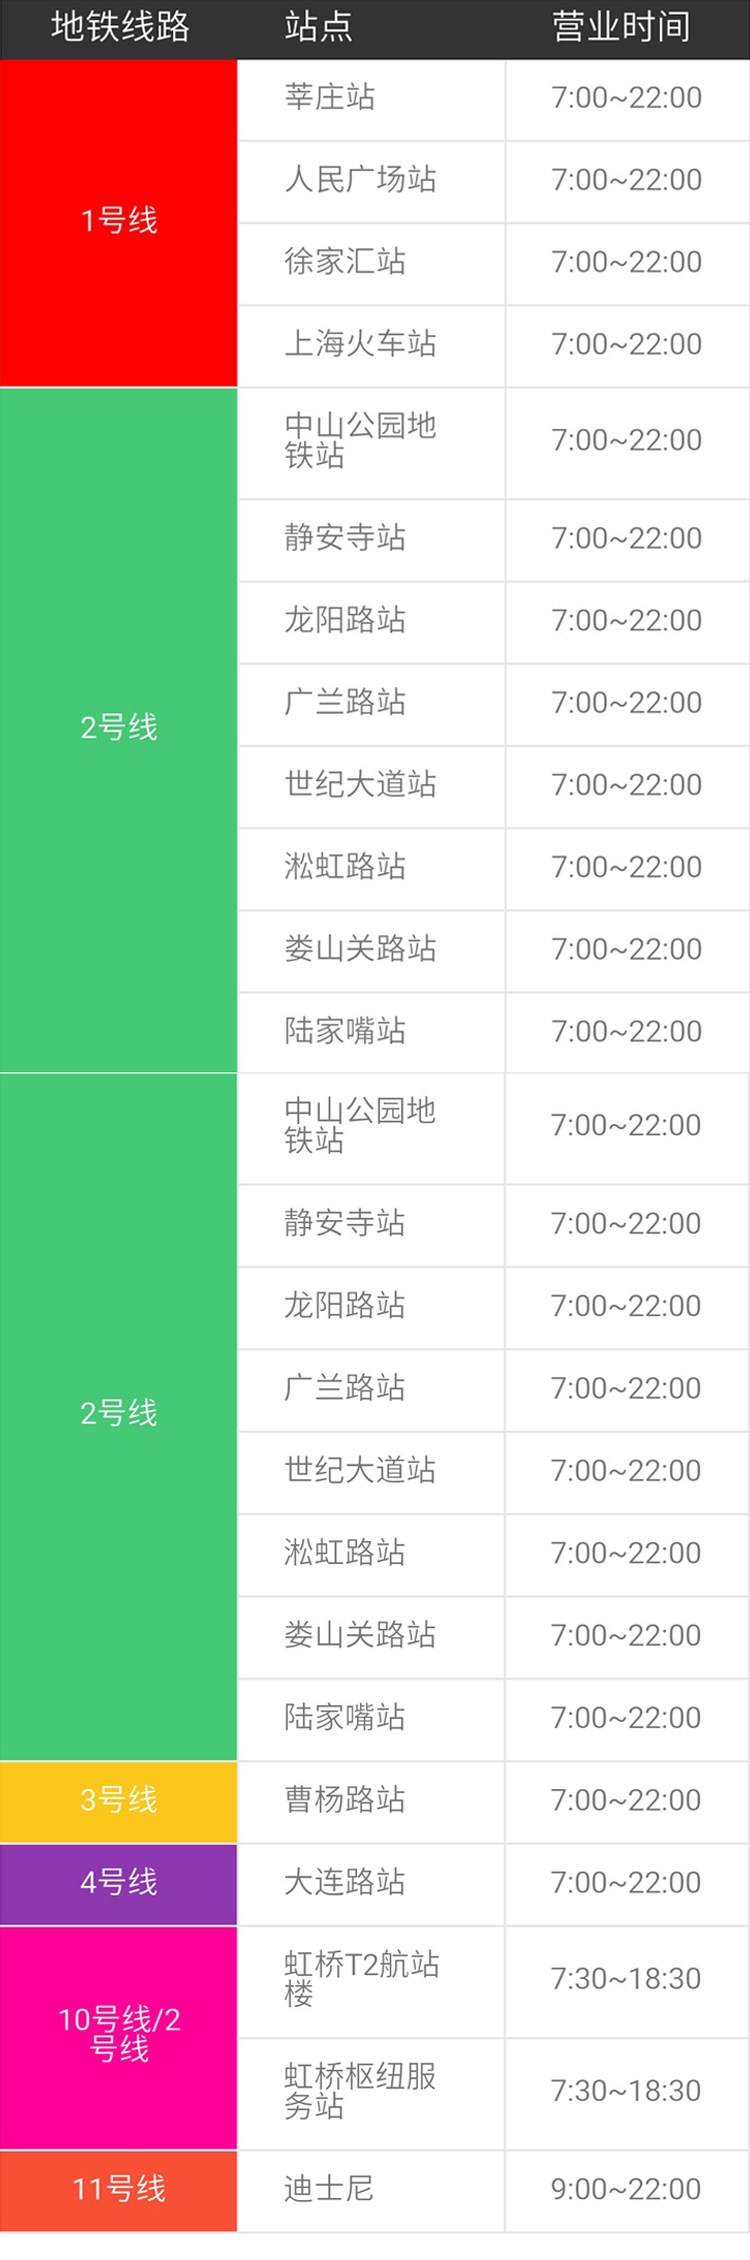 地铁线路 站点 营业时间
莘庄站 7:00~22:00
人民广场站 7:00~22:00
1号线
徐家汇站 7:00~22:00
上海火车站 7:00~22:00
中山公园地
铁站 7:00~22:00
静安寺站 7:00~22:00
龙阳路站 7:00~22:00
广兰路站 7:00~22:00
2号线
世纪大道站 7:00~22:00
淞虹路站 7:00~22:00
娄山关路站 7:00~22:00
陆家嘴站 7:00~22:00
中山公园地
铁站 7:00~22:00
静安寺站 7:00~22:00
龙阳路站 7:00~22:00
广兰路站 7:00~22:00
2号线
世纪大道站 7:00~22:00
淞虹路站 7:00~22:00
娄山关路站 7:00~22:00
陆家嘴站 7:00~22:00
3号线 曹杨路站 7:00~22:00
4号线 大连路站 7:00~22:00
虹桥T2航站
楼 7:30~18:30
10号线/2
号线
虹桥枢纽服
务站 7:30~18:30
11号线 迪士尼 9:00~22:00